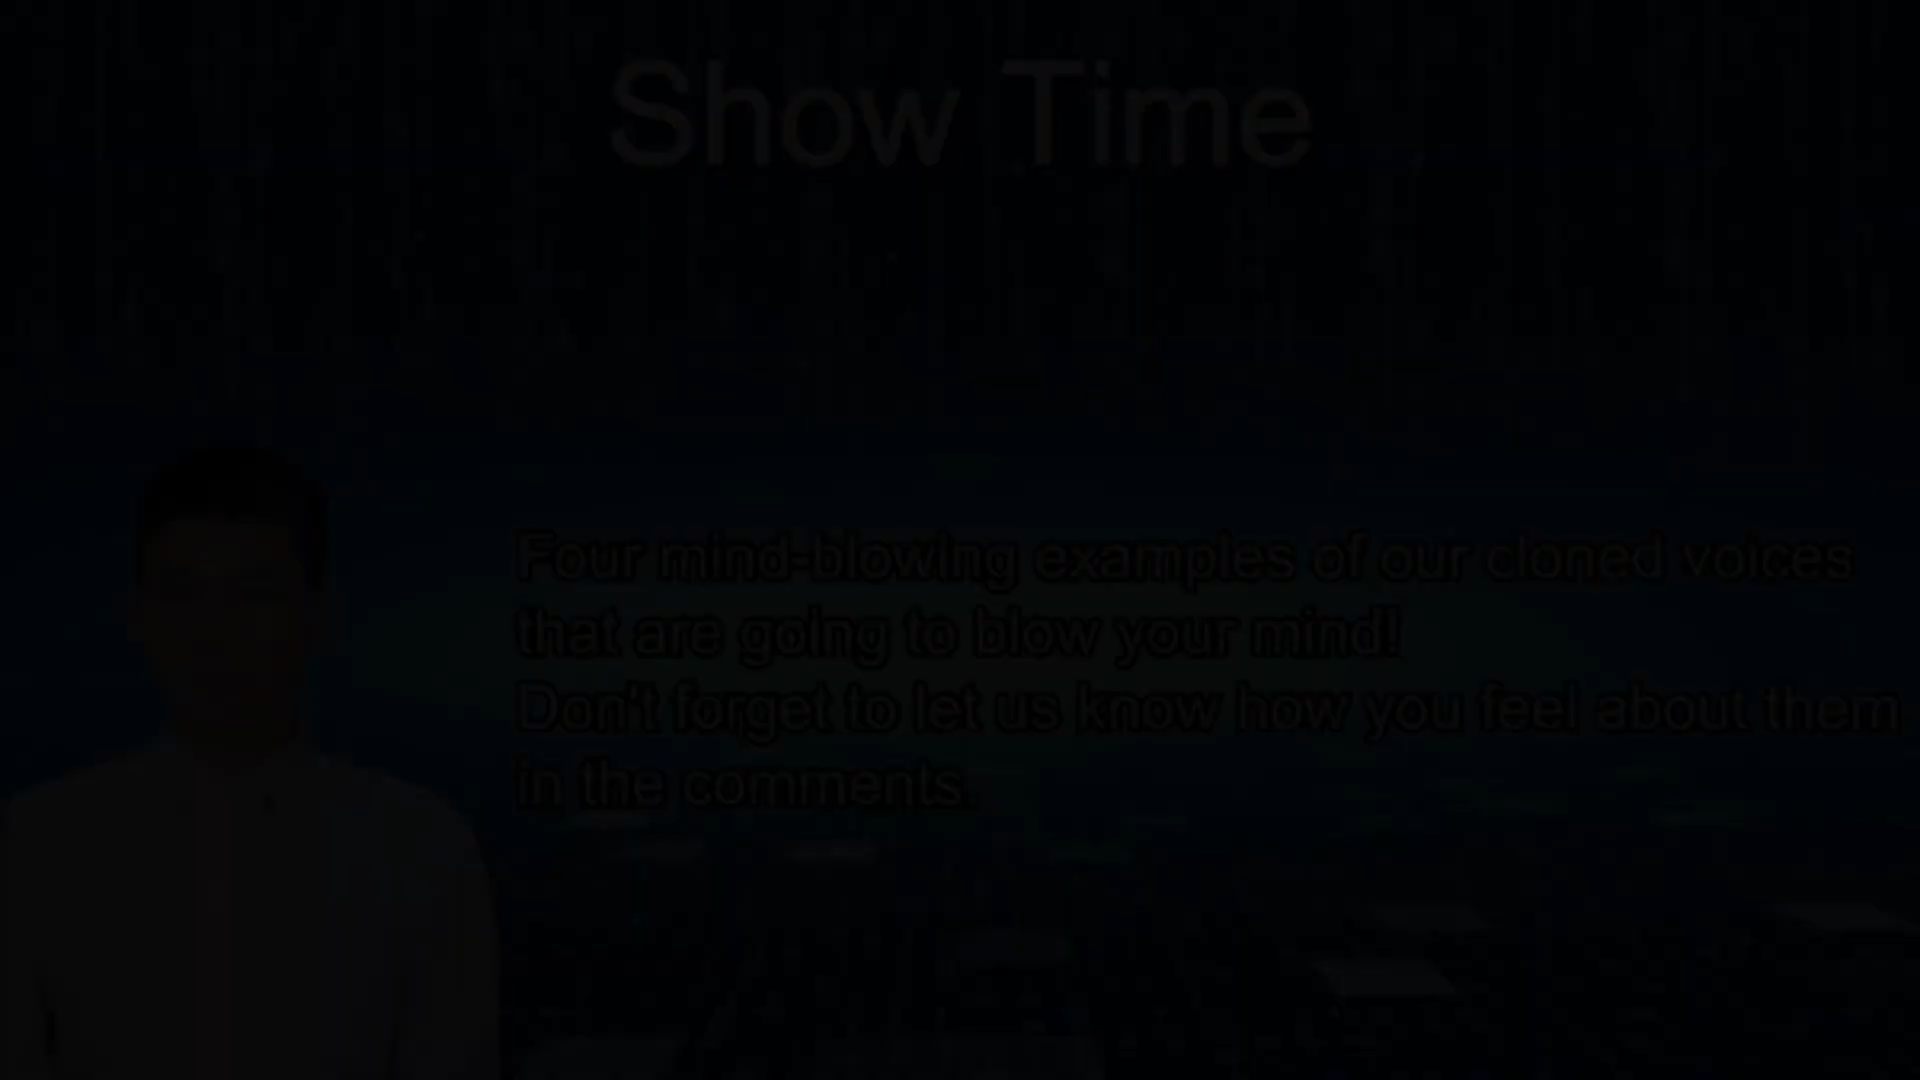 Show Time
Four mind-blowing examples of our cloned voices
that are going to blow your mind!
Don't forget to let us know how you feel about them
in the comments.